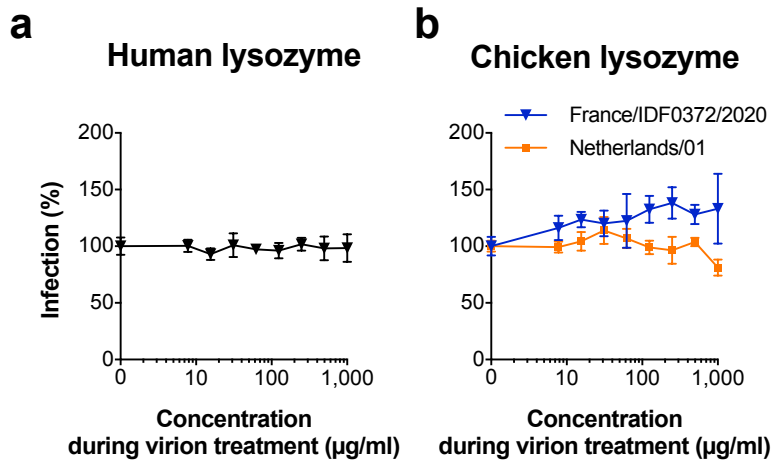 a
Human lysozyme
200
150
100
50
0
Infection (%)
0
10
100
1,000
Concentration
during virion treatment (µg/ml)
b
Chicken lysozyme
France/IDF0372/2020
Netherlands/01
200
150
100
50
0
0
10
100
1,000
Concentration
during virion treatment (µg/ml)